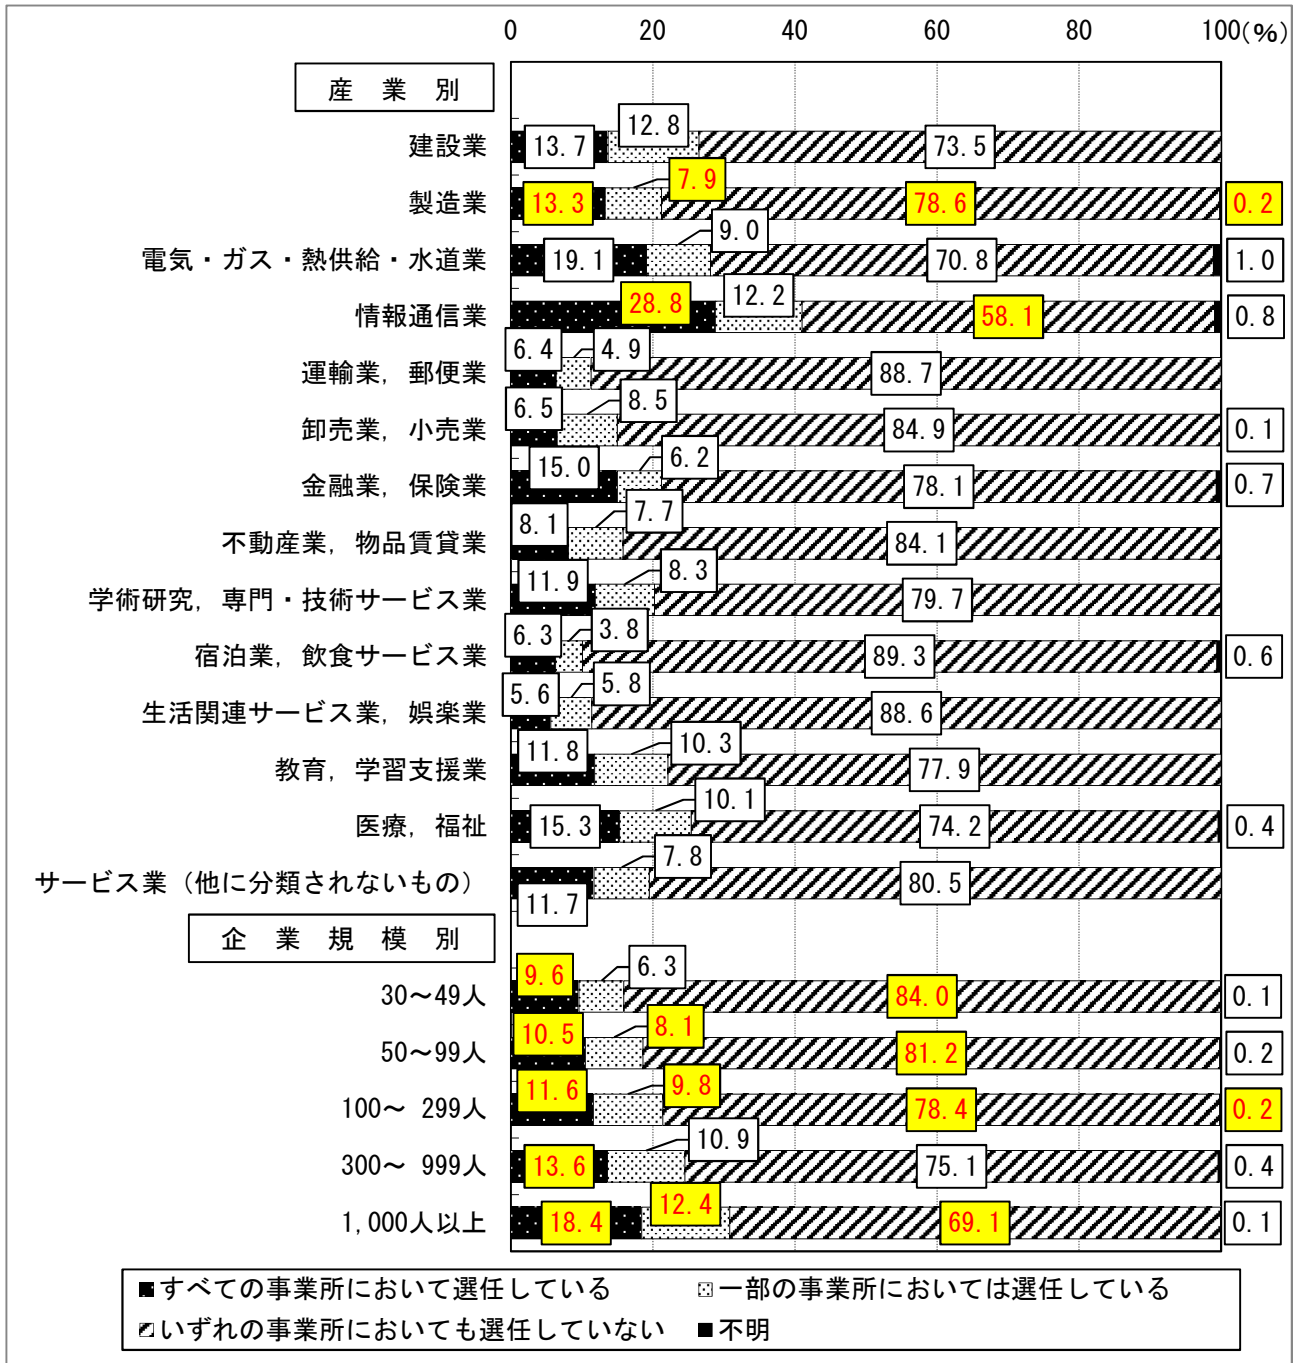 0 20 40 60 80 100(%)
産 業 別
建設業 13.7 12.8 73.5
製造業 13.3 7.9 78.6 0.2
電気・ガス・熱供給・水道業 19.1 9.0 70.8 1.0
情報通信業 28.8 12.2 58.1 0.8
運輸業，郵便業 6.4 4.9 88.7
卸売業，小売業 6.5 8.5 84.9 0.1
金融業，保険業 15.0 6.2 78.1 0.7
不動産業，物品賃貸業 8.1 7.7 84.1
学術研究，専門・技術サービス業 11.9 8.3 79.7
宿泊業，飲食サービス業 6.3 3.8 89.3 0.6
生活関連サービス業，娯楽業 5.6 5.8 88.6
教育，学習支援業 11.8 10.3 77.9
医療，福祉 15.3 10.1 74.2 0.4
サービス業（他に分類されないもの） 11.7 7.8 80.5
企 業 規 模 別
30～49人 9.6 6.3 84.0 0.1
50～99人 10.5 8.1 81.2 0.2
100～ 299人 11.6 9.8 78.4 0.2
300～ 999人 13.6 10.9 75.1 0.4
1,000人以上 18.4 12.4 69.1 0.1
すべての事業所において選任している 一部の事業所においては選任している
いずれの事業所においても選任していない 不明